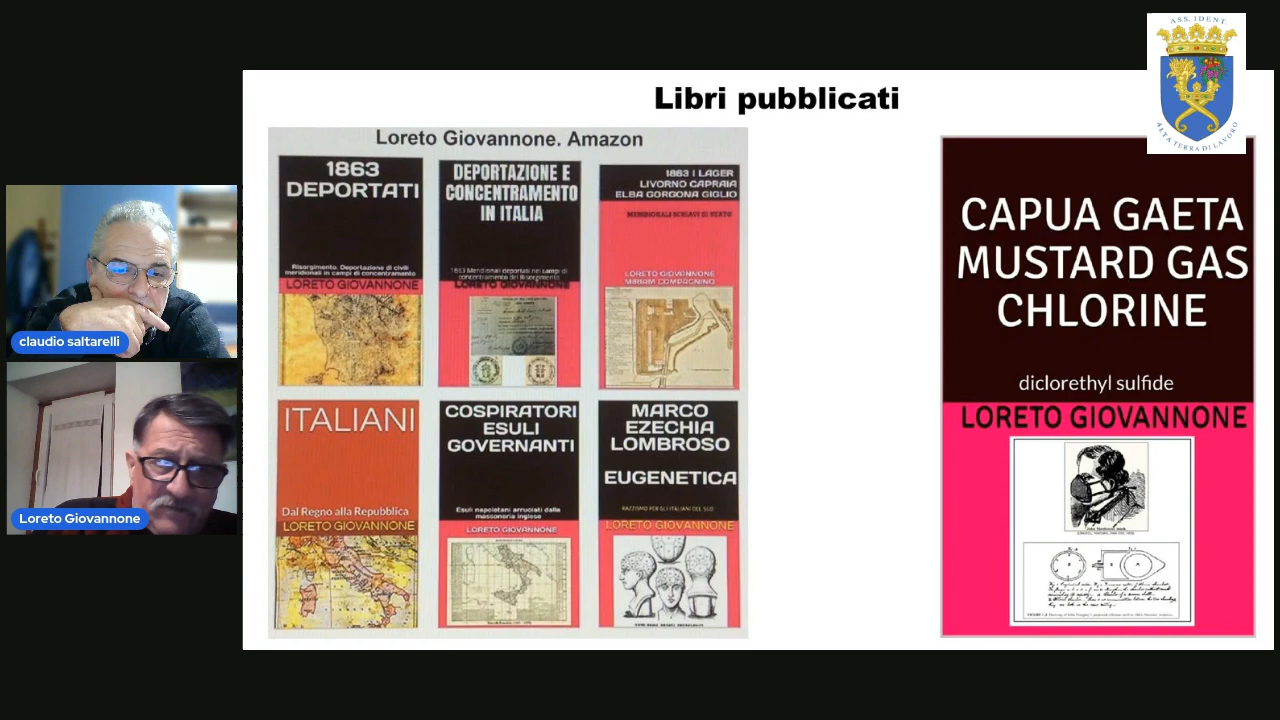 ASS. IDENT.
ALTA TERRA DI LAVORO
Libri pubblicati
Loreto Giovannone. Amazon
1863
DEPORTATI
Risorgimento. Deportazione di civili
meridionali in campi di concentramento
LORETO GIOVANNONE
DEPORTAZIONE E
CONCENTRAMENTO
IN ITALIA
1863 Meridionali deportati nei campi di
concentramento del Risorgimento
LORETO GIOVANNONE
1863 I LAGER
LIVORNO CAPRAIA
ELBA GORGONA GIGLIO
MERIDIONALI SCHIAVI DI STATO
LORETO GIOVANNONE
MIRIAM COMPAGNINO
ITALIANI
Dal Regno alla Repubblica
LORETO GIOVANNONE
COSPIRATORI
ESULI
GOVERNANTI
Esuli napoletani arruolati dalla
massoneria inglese
LORETO GIOVANNONE
MARCO
EZECHIA
LOMBROSO
EUGENETICA
RAZZISMO PER GLI ITALIANI DEL SUD
LORETO GIOVANNONE
CAPUA GAETA
MUSTARD GAS
CHLORINE
diclorethyl sulfide
LORETO GIOVANNONE
claudio saltarelli
Loreto Giovannone